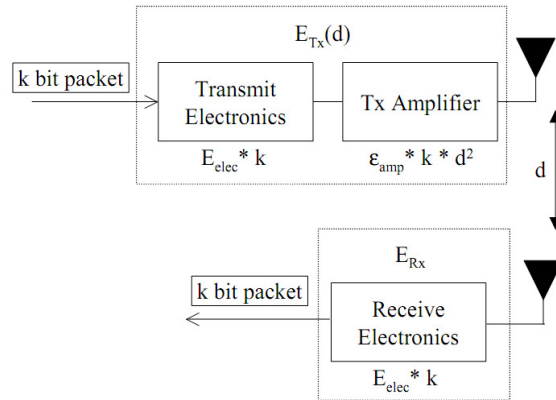 E_Tx(d)
k bit packet
Transmit
Electronics
Tx Amplifier
E_elec* k
ε_amp* k * d²
d
E_Rx
k bit packet
Receive
Electronics
E_elec* k